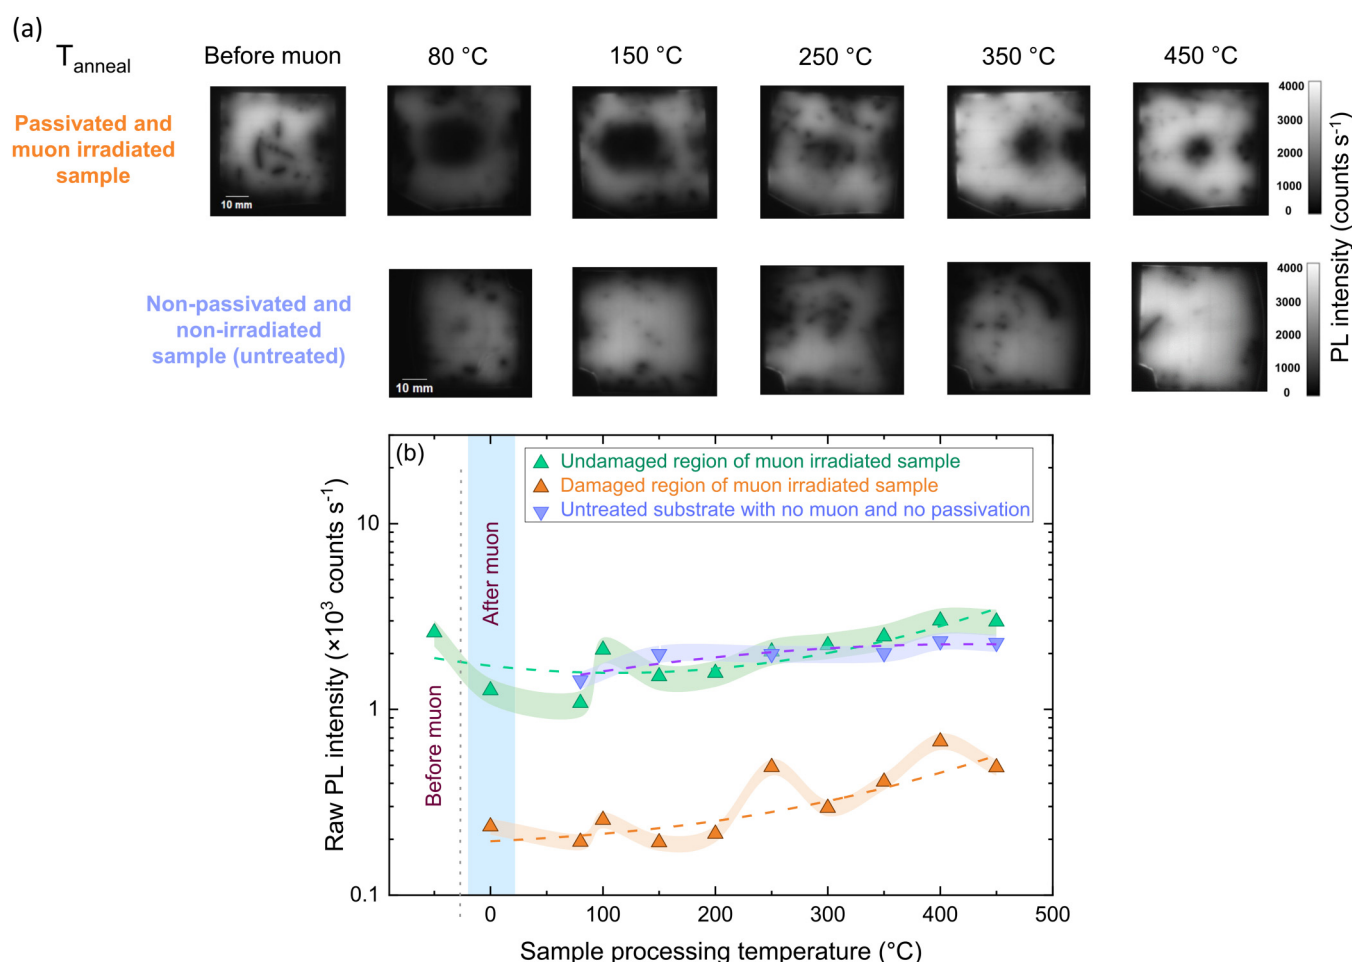 (a)
T anneal
Before muon
80 °C
150 °C
250 °C
350 °C
450 °C
Passivated and
muon irradiated
sample
10 mm
4000
3000
2000
1000
0
PL intensity (counts s⁻¹)
Non-passivated and
non-irradiated
sample (untreated)
10 mm
4000
3000
2000
1000
0
(b)
Undamaged region of muon irradiated sample
Damaged region of muon irradiated sample
Untreated substrate with no muon and no passivation
Before muon
After muon
Raw PL intensity (×10³ counts s⁻¹)
10
1
0.1
0
100
200
300
400
500
Sample processing temperature (°C)